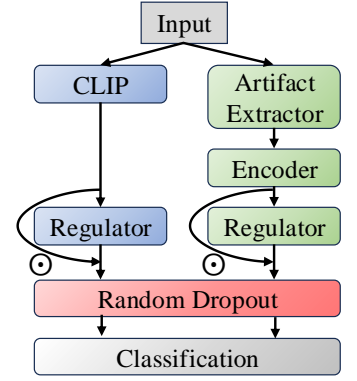 Input
CLIP
Artifact
Extractor
Encoder
Regulator
Regulator
⊙
⊙
Random Dropout
Classification